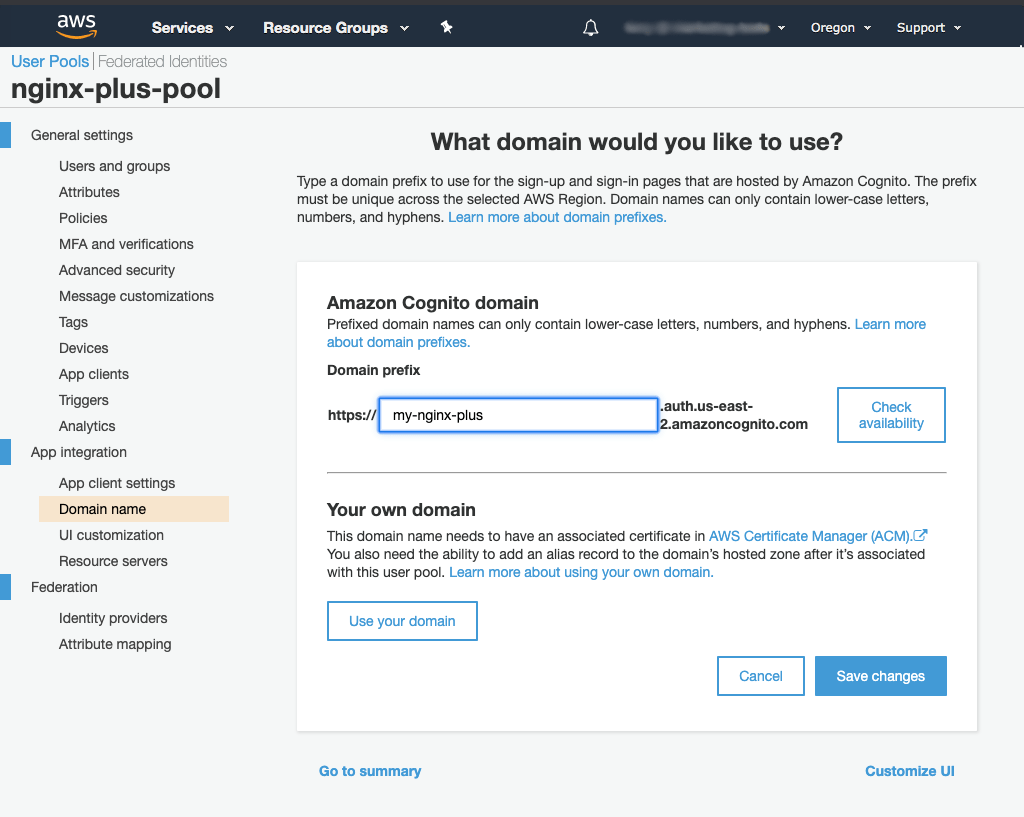 aws Services Resource Groups Oregon Support
User Pools | Federated Identities
nginx-plus-pool
General settings
Users and groups
Attributes
Policies
MFA and verifications
Advanced security
Message customizations
Tags
Devices
App clients
Triggers
Analytics
App integration
App client settings
Domain name
UI customization
Resource servers
Federation
Identity providers
Attribute mapping
What domain would you like to use?
Type a domain prefix to use for the sign-up and sign-in pages that are hosted by Amazon Cognito. The prefix
must be unique across the selected AWS Region. Domain names can only contain lower-case letters,
numbers, and hyphens. Learn more about domain prefixes.
Amazon Cognito domain
Prefixed domain names can only contain lower-case letters, numbers, and hyphens. Learn more
about domain prefixes.
Domain prefix
https:// my-nginx-plus .auth.us-east-
2.amazoncognito.com
Check
availability
Your own domain
This domain name needs to have an associated certificate in AWS Certificate Manager (ACM).
You also need the ability to add an alias record to the domain's hosted zone after it's associated
with this user pool. Learn more about using your own domain.
Use your domain
Cancel Save changes
Go to summary Customize UI